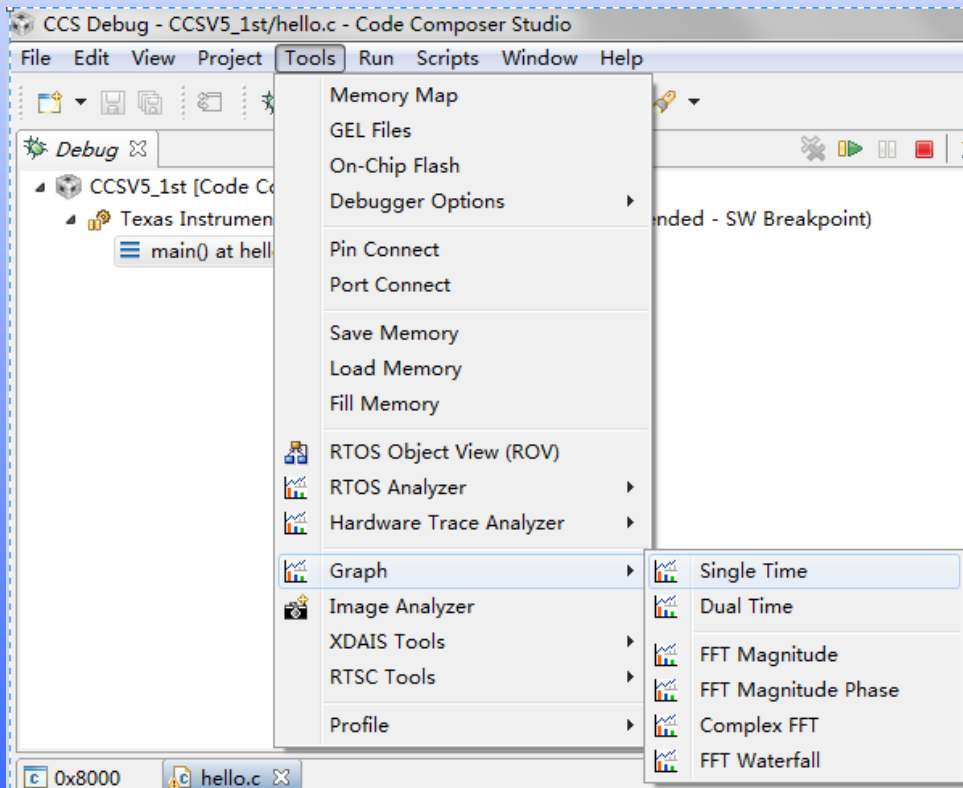 CCS Debug - CCSV5_1st/hello.c - Code Composer Studio
File Edit View Project Tools Run Scripts Window Help
Debug
CCSV5_1st [Code Co
Texas Instrumen
ended - SW Breakpoint)
main() at hell
Memory Map
GEL Files
On-Chip Flash
Debugger Options
Pin Connect
Port Connect
Save Memory
Load Memory
Fill Memory
RTOS Object View (ROV)
RTOS Analyzer
Hardware Trace Analyzer
Graph
Image Analyzer
XDAIS Tools
RTSC Tools
Profile
Single Time
Dual Time
FFT Magnitude
FFT Magnitude Phase
Complex FFT
FFT Waterfall
0x8000 hello.c